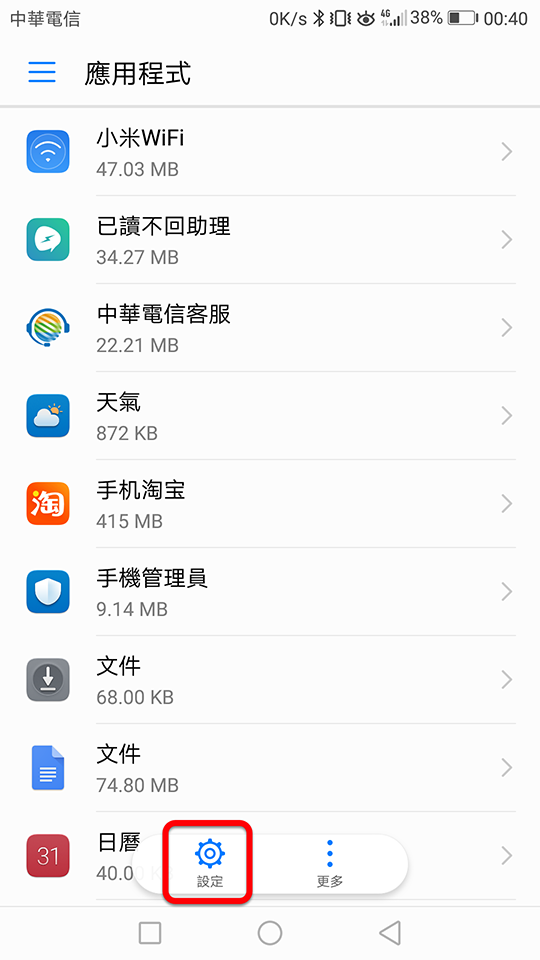 中華電信 0K/s 4G 38% 00:40
應用程式
小米WiFi
47.03 MB
已讀不回助理
34.27 MB
中華電信客服
22.21 MB
天氣
872 KB
淘
手机淘宝
415 MB
手機管理員
9.14 MB
文件
68.00 KB
文件
74.80 MB
31
日曆
40.0
設定
更多